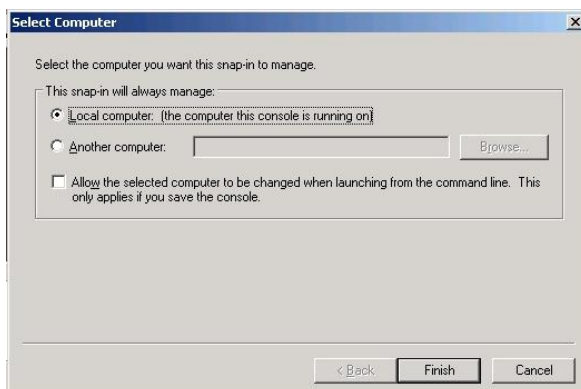 Select Computer
Select the computer you want this snap-in to manage.
This snap-in will always manage:
Local computer: (the computer this console is running on)
Another computer:
Browse...
Allow the selected computer to be changed when launching from the command line. This
only applies if you save the console.
< Back
Finish
Cancel